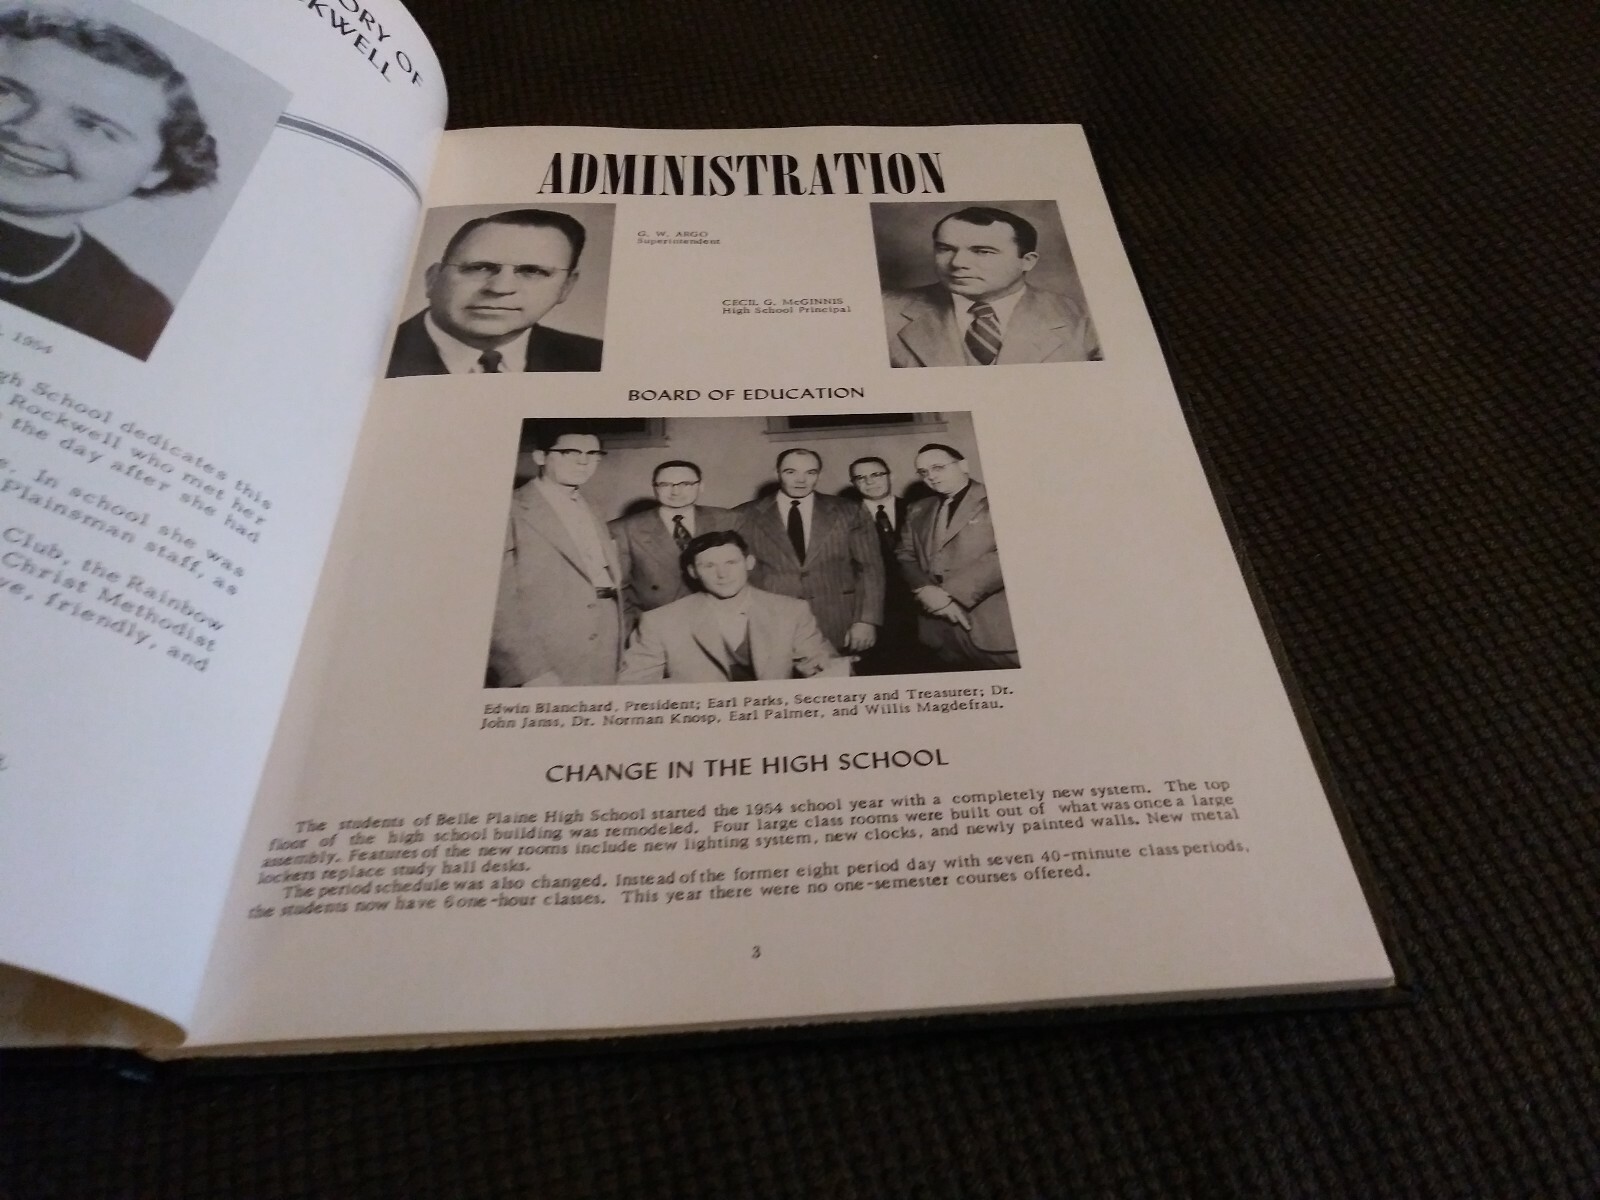 ORY OF
KWELL
1954
gh School dedicates this
Rockwell who met her
the day after she had
In school she was
Plainsman staff, as
Club, the Rainbow
Christ Methodist
ve, friendly, and
ADMINISTRATION
G. W. ARGO
Superintendent
CECIL G. McGINNIS
High School Principal
BOARD OF EDUCATION
Edwin Blanchard, President; Earl Parks, Secretary and Treasurer; Dr.
John Jams, Dr. Norman Knosp, Earl Palmer, and Willis Magdefrau.
CHANGE IN THE HIGH SCHOOL
The students of Belle Plaine High School started the 1954 school year with a completely new system. The top
floor of the high school building was remodeled. Four large class rooms were built out of what was once a large
assembly. Features of the new rooms include new lighting system, new clocks, and newly painted walls. New metal
lockers replace study hall desks.
The period schedule was also changed. Instead of the former eight period day with seven 40-minute class periods,
the students now have 6 one-hour classes. This year there were no one-semester courses offered.
3